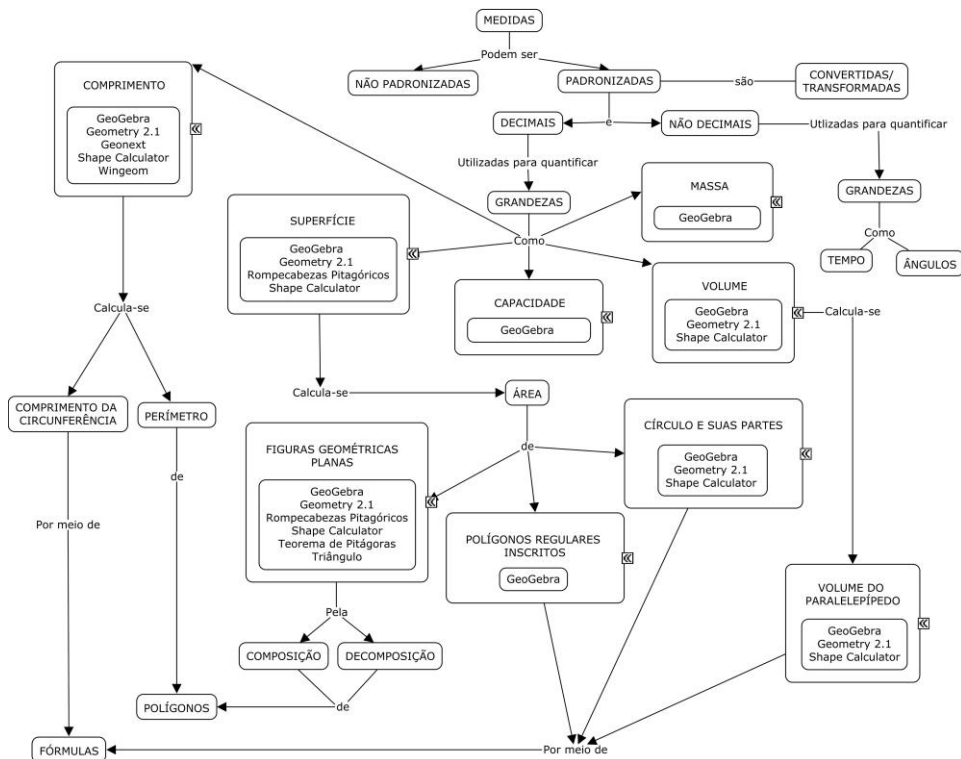 MEDIDAS
Podem ser
NÃO PADRONIZADAS
PADRONIZADAS
são
CONVERTIDAS/
TRANSFORMADAS
DECIMAIS
e
NÃO DECIMAIS
Utlizadas para quantificar
Utilizadas para quantificar
GRANDEZAS
GRANDEZAS
Como
Como
TEMPO
ÂNGULOS
COMPRIMENTO
GeoGebra
Geometry 2.1
Geonext
Shape Calculator
Wingeom
SUPERFÍCIE
GeoGebra
Geometry 2.1
Rompecabezas Pitagóricos
Shape Calculator
MASSA
GeoGebra
CAPACIDADE
GeoGebra
VOLUME
GeoGebra
Geometry 2.1
Shape Calculator
Calcula-se
Calcula-se
COMPRIMENTO DA
CIRCUNFERÊNCIA
PERÍMETRO
Calcula-se
ÁREA
de
de
FIGURAS GEOMÉTRICAS
PLANAS
GeoGebra
Geometry 2.1
Rompecabezas Pitagóricos
Shape Calculator
Teorema de Pitágoras
Triângulo
POLÍGONOS REGULARES
INSCRITOS
GeoGebra
CÍRCULO E SUAS PARTES
GeoGebra
Geometry 2.1
Shape Calculator
VOLUME DO
PARALELEPÍPEDO
GeoGebra
Geometry 2.1
Shape Calculator
Por meio de
Pela
COMPOSIÇÃO
DECOMPOSIÇÃO
de
POLÍGONOS
Por meio de
FÓRMULAS